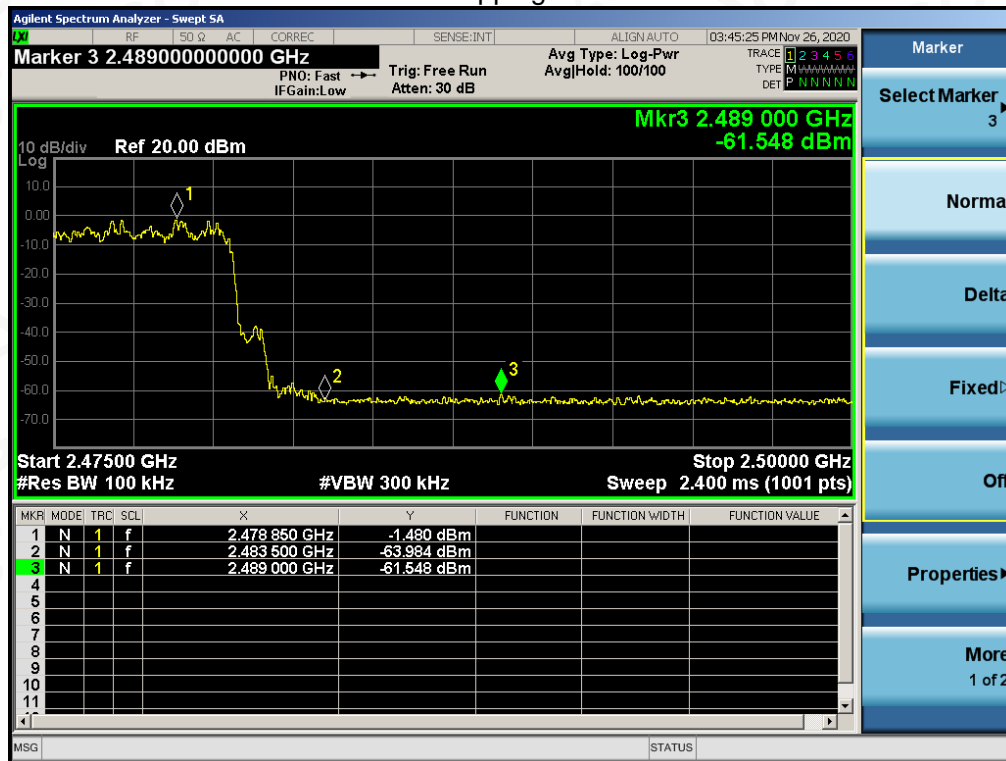 pping
Agilent Spectrum Analyzer - Swept SA
LXI RF 50 Ω AC CORREC SENSE:INT ALIGN AUTO 03:45:25 PM Nov 26, 2020
Marker 3 2.489000000000 GHz
PNO: Fast
IFGain:Low
Trig: Free Run
Atten: 30 dB
Avg Type: Log-Pwr
Avg|Hold: 100/100
TRACE 1 2 3 4 5 6
TYPE M
DET P N N N N N
Mkr3 2.489 000 GHz
-61.548 dBm
10 dB/div Ref 20.00 dBm
Log
10.0
0.00
-10.0
-20.0
-30.0
-40.0
-50.0
-60.0
-70.0
1
2
3
Start 2.47500 GHz Stop 2.50000 GHz
#Res BW 100 kHz #VBW 300 kHz Sweep 2.400 ms (1001 pts)
MKR MODE TRC SCL X Y FUNCTION FUNCTION WIDTH FUNCTION VALUE
1 N 1 f 2.478 850 GHz -1.480 dBm
2 N 1 f 2.483 500 GHz -63.984 dBm
3 N 1 f 2.489 000 GHz -61.548 dBm
4
5
6
7
8
9
10
11
MSG STATUS
Marker
Select Marker
3
Norma
Delta
Fixed
Off
Properties
More
1 of 2